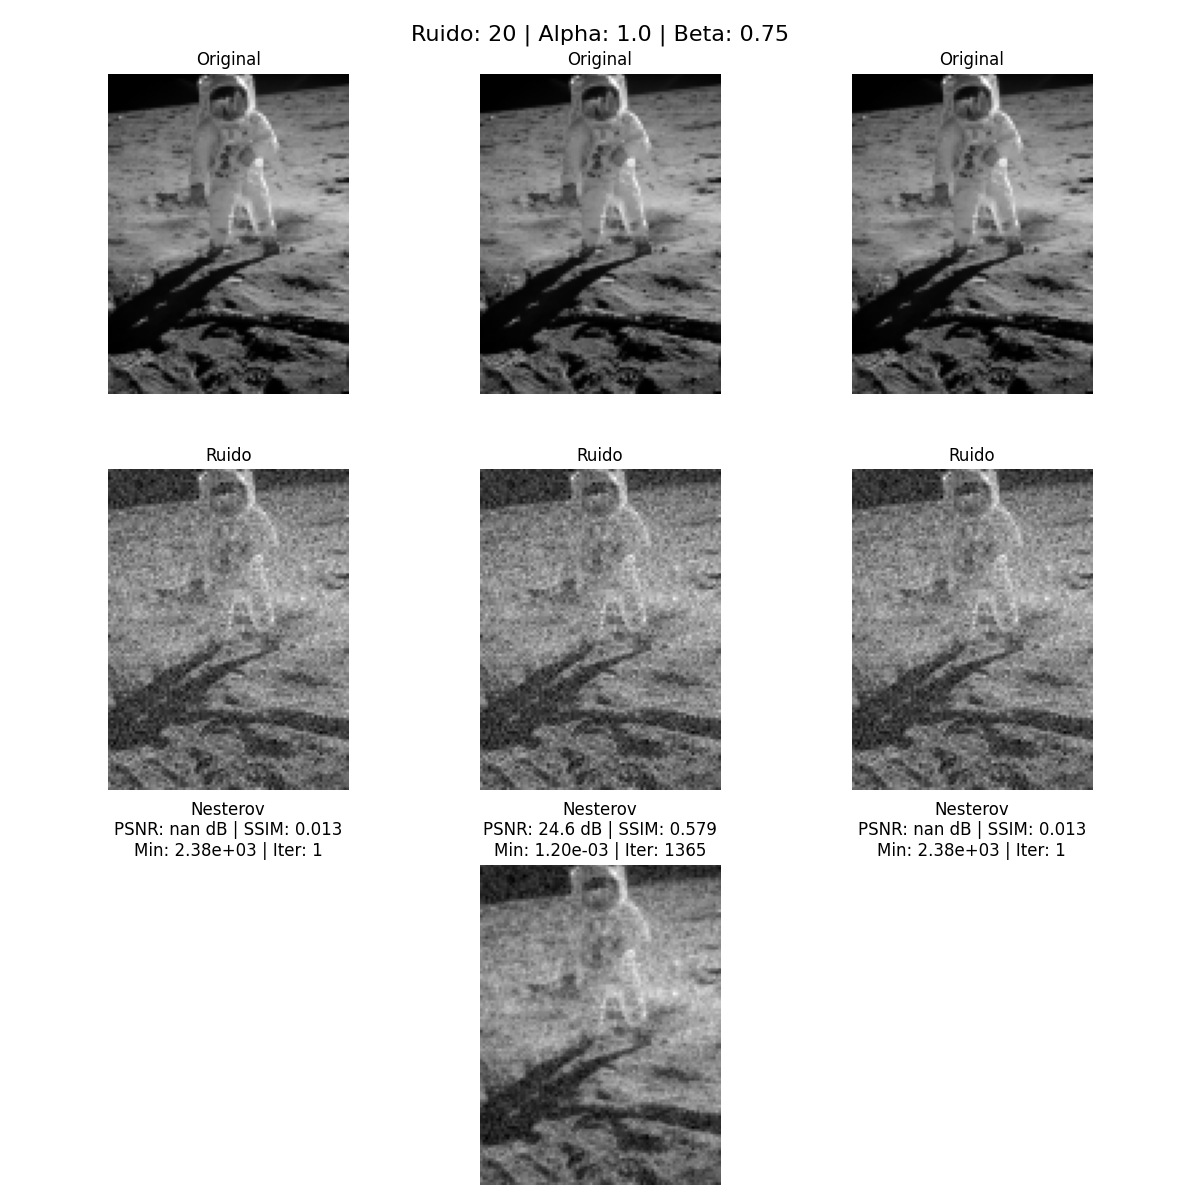 Ruido: 20 | Alpha: 1.0 | Beta: 0.75
Original
Original
Original
Ruido
Ruido
Ruido
Nesterov
PSNR: nan dB | SSIM: 0.013
Min: 2.38e+03 | Iter: 1
Nesterov
PSNR: 24.6 dB | SSIM: 0.579
Min: 1.20e-03 | Iter: 1365
Nesterov
PSNR: nan dB | SSIM: 0.013
Min: 2.38e+03 | Iter: 1